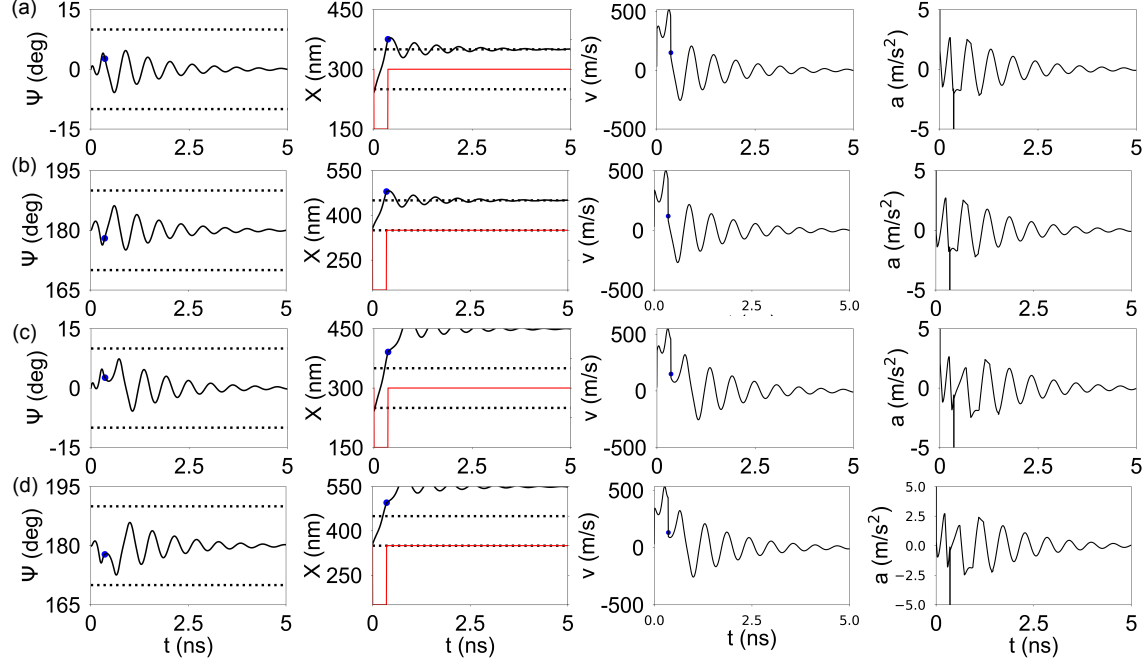 (a)
15
0
-15
Ψ (deg)
0 2.5 5
450
300
150
X (nm)
0 2.5 5
500
0
-500
v (m/s)
0 2.5 5
5
0
-5
a (m/s²)
0 2.5 5
(b)
195
180
165
Ψ (deg)
0 2.5 5
550
400
250
X (nm)
0 2.5 5
500
0
-500
v (m/s)
0.0 2.5 5.0
5
0
-5
a (m/s²)
0 2.5 5
(c)
15
0
-15
Ψ (deg)
0 2.5 5
450
300
150
X (nm)
0 2.5 5
500
0
-500
v (m/s)
0 2.5 5
5
0
-5
a (m/s²)
0 2.5 5
(d)
195
180
165
Ψ (deg)
0 2.5 5
t (ns)
550
400
250
X (nm)
0 2.5 5
t (ns)
500
0
-500
v (m/s)
0.0 2.5 5.0
t (ns)
5.0
2.5
0.0
−2.5
−5.0
a (m/s²)
0 2.5 5
t (ns)